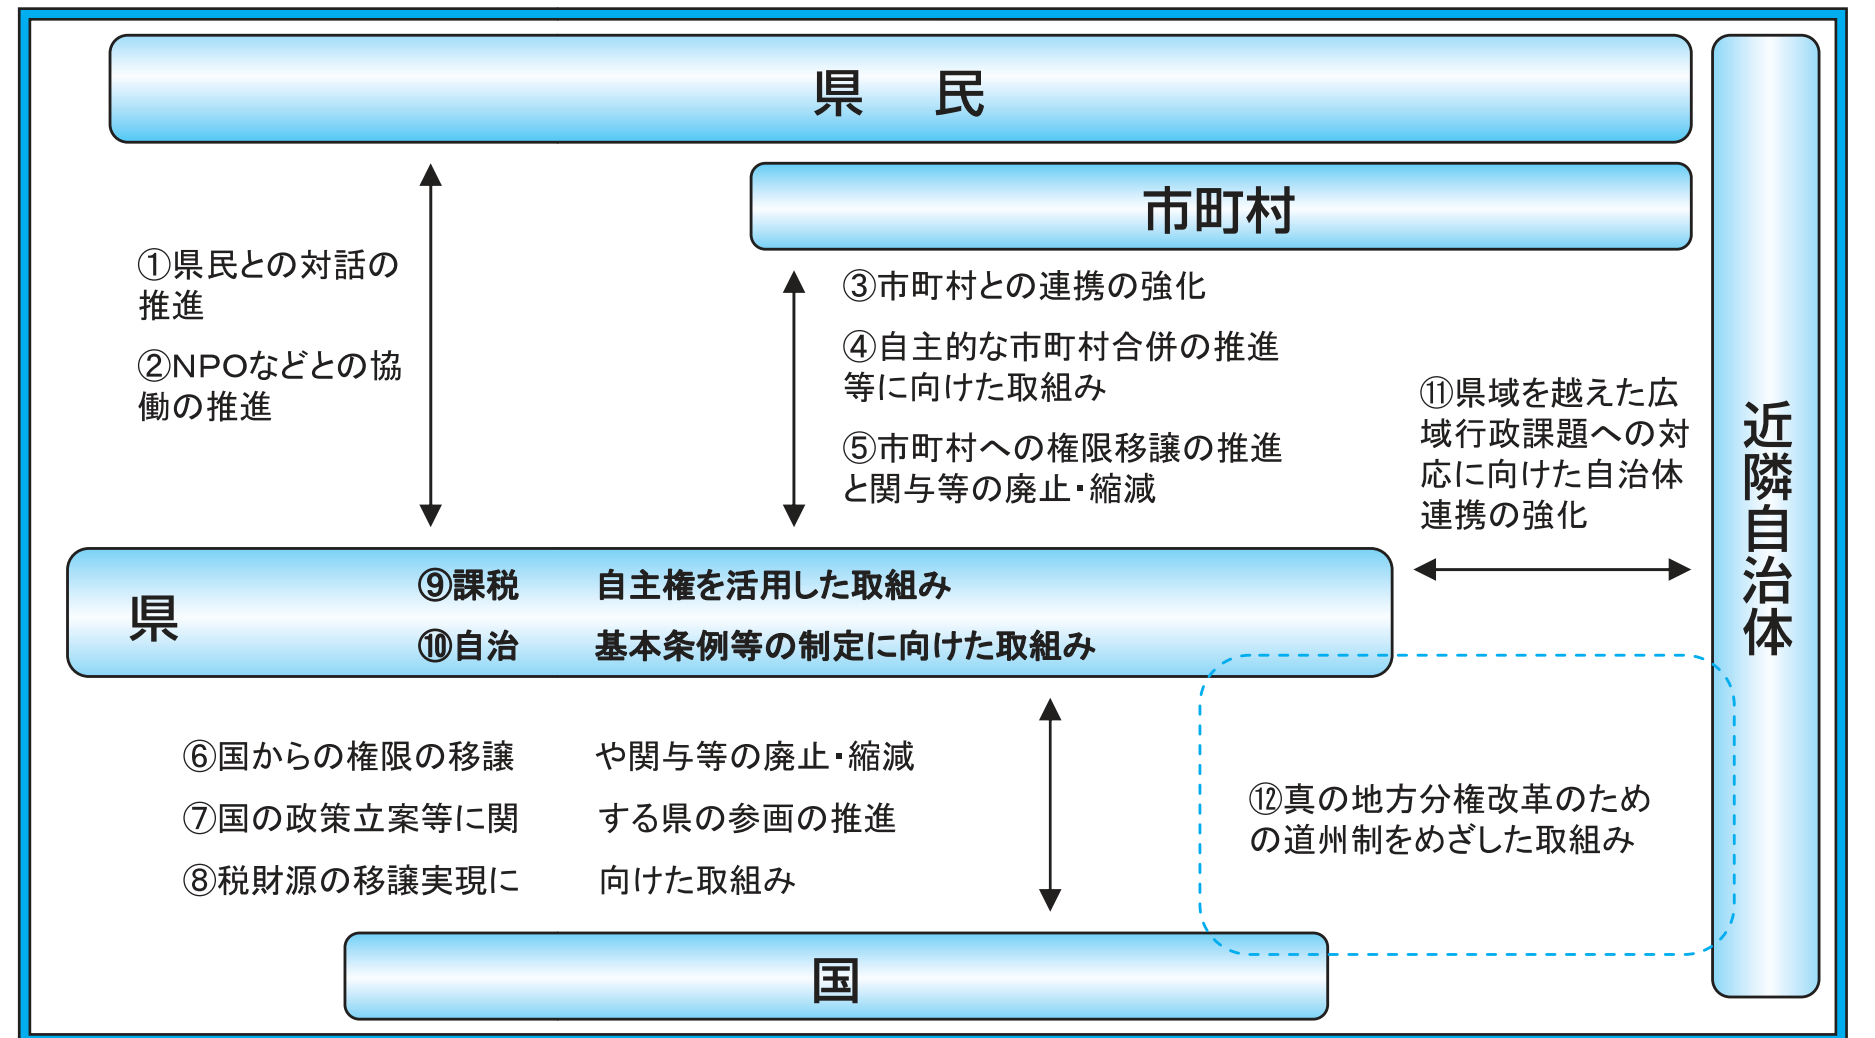 県 民
市町村
①県民との対話の
推進
②NPOなどとの協
働の推進
③市町村との連携の強化
④自主的な市町村合併の推進
等に向けた取組み
⑤市町村への権限移譲の推進
と関与等の廃止・縮減
⑪県域を越えた広
域行政課題への対
応に向けた自治体
連携の強化
近隣自治体
県
⑨課税 自主権を活用した取組み
⑩自治 基本条例等の制定に向けた取組み
⑥国からの権限の移譲 や関与等の廃止・縮減
⑦国の政策立案等に関 する県の参画の推進
⑧税財源の移譲実現に 向けた取組み
⑫真の地方分権改革のため
の道州制をめざした取組み
国